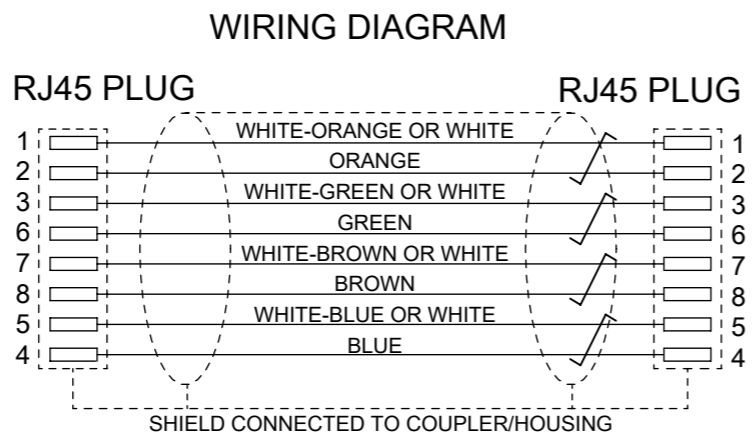 WIRING DIAGRAM
RJ45 PLUG
RJ45 PLUG
1 WHITE-ORANGE OR WHITE 1
2 ORANGE 2
3 WHITE-GREEN OR WHITE 3
6 GREEN 6
7 WHITE-BROWN OR WHITE 7
8 BROWN 8
5 WHITE-BLUE OR WHITE 5
4 BLUE 4
SHIELD CONNECTED TO COUPLER/HOUSING